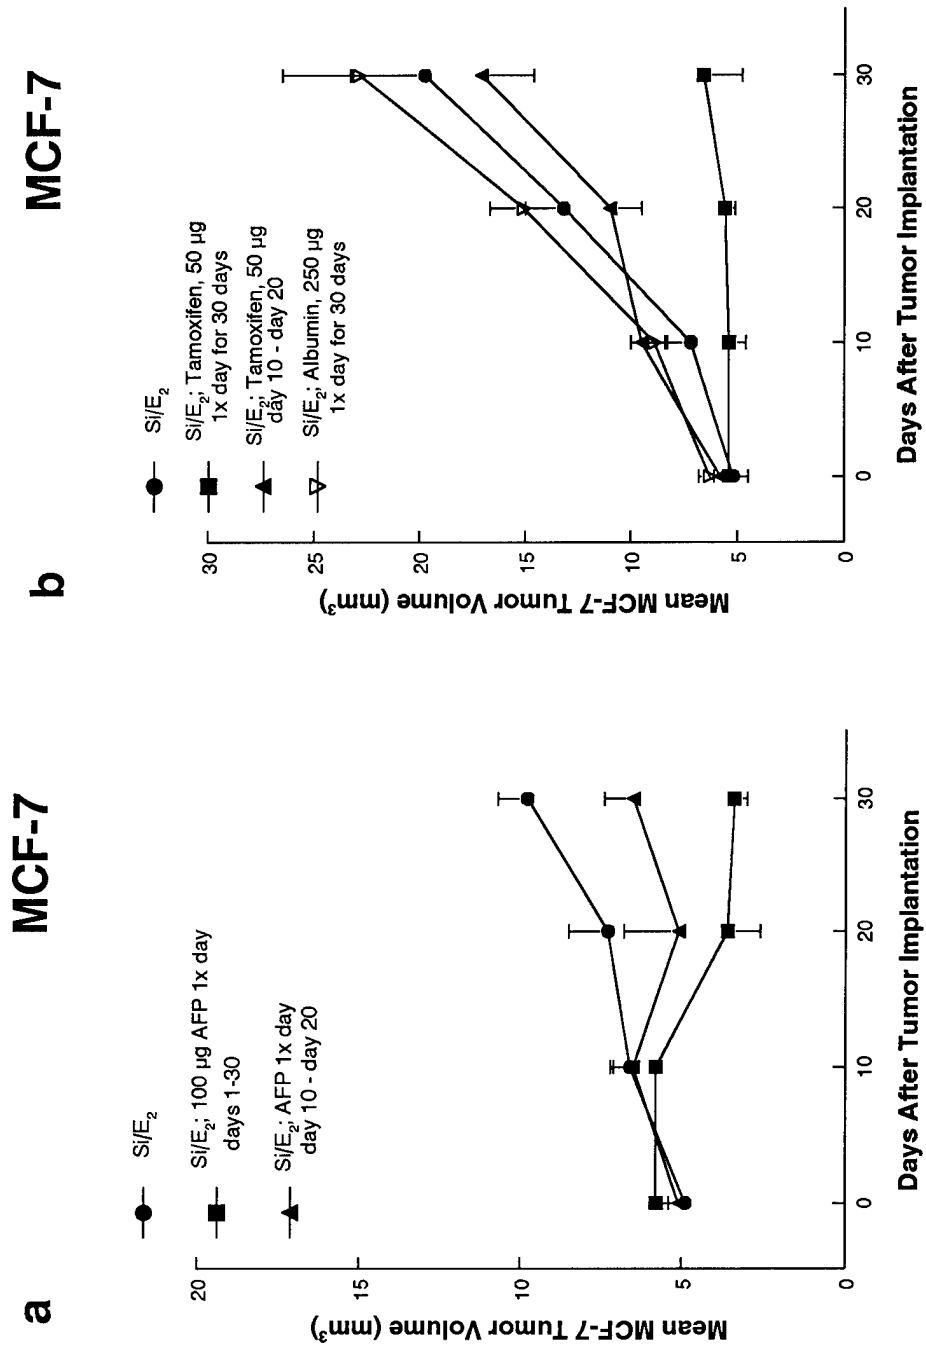 a
MCF-7
Si/E2
Si/E2; 100 µg AFP 1x day
days 1-30
Si/E2; AFP 1x day
day 10 - day 20
Mean MCF-7 Tumor Volume (mm3)
20
15
10
5
0
0
10
20
30
Days After Tumor Implantation
b
MCF-7
Si/E2
Si/E2; Tamoxifen, 50 µg
1x day for 30 days
Si/E2; Tamoxifen, 50 µg
day 10 - day 20
Si/E2; Albumin, 250 µg
1x day for 30 days
Mean MCF-7 Tumor Volume (mm3)
30
25
20
15
10
5
0
0
10
20
30
Days After Tumor Implantation